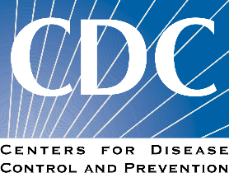 CDC
CENTERS FOR DISEASE
CONTROL AND PREVENTION